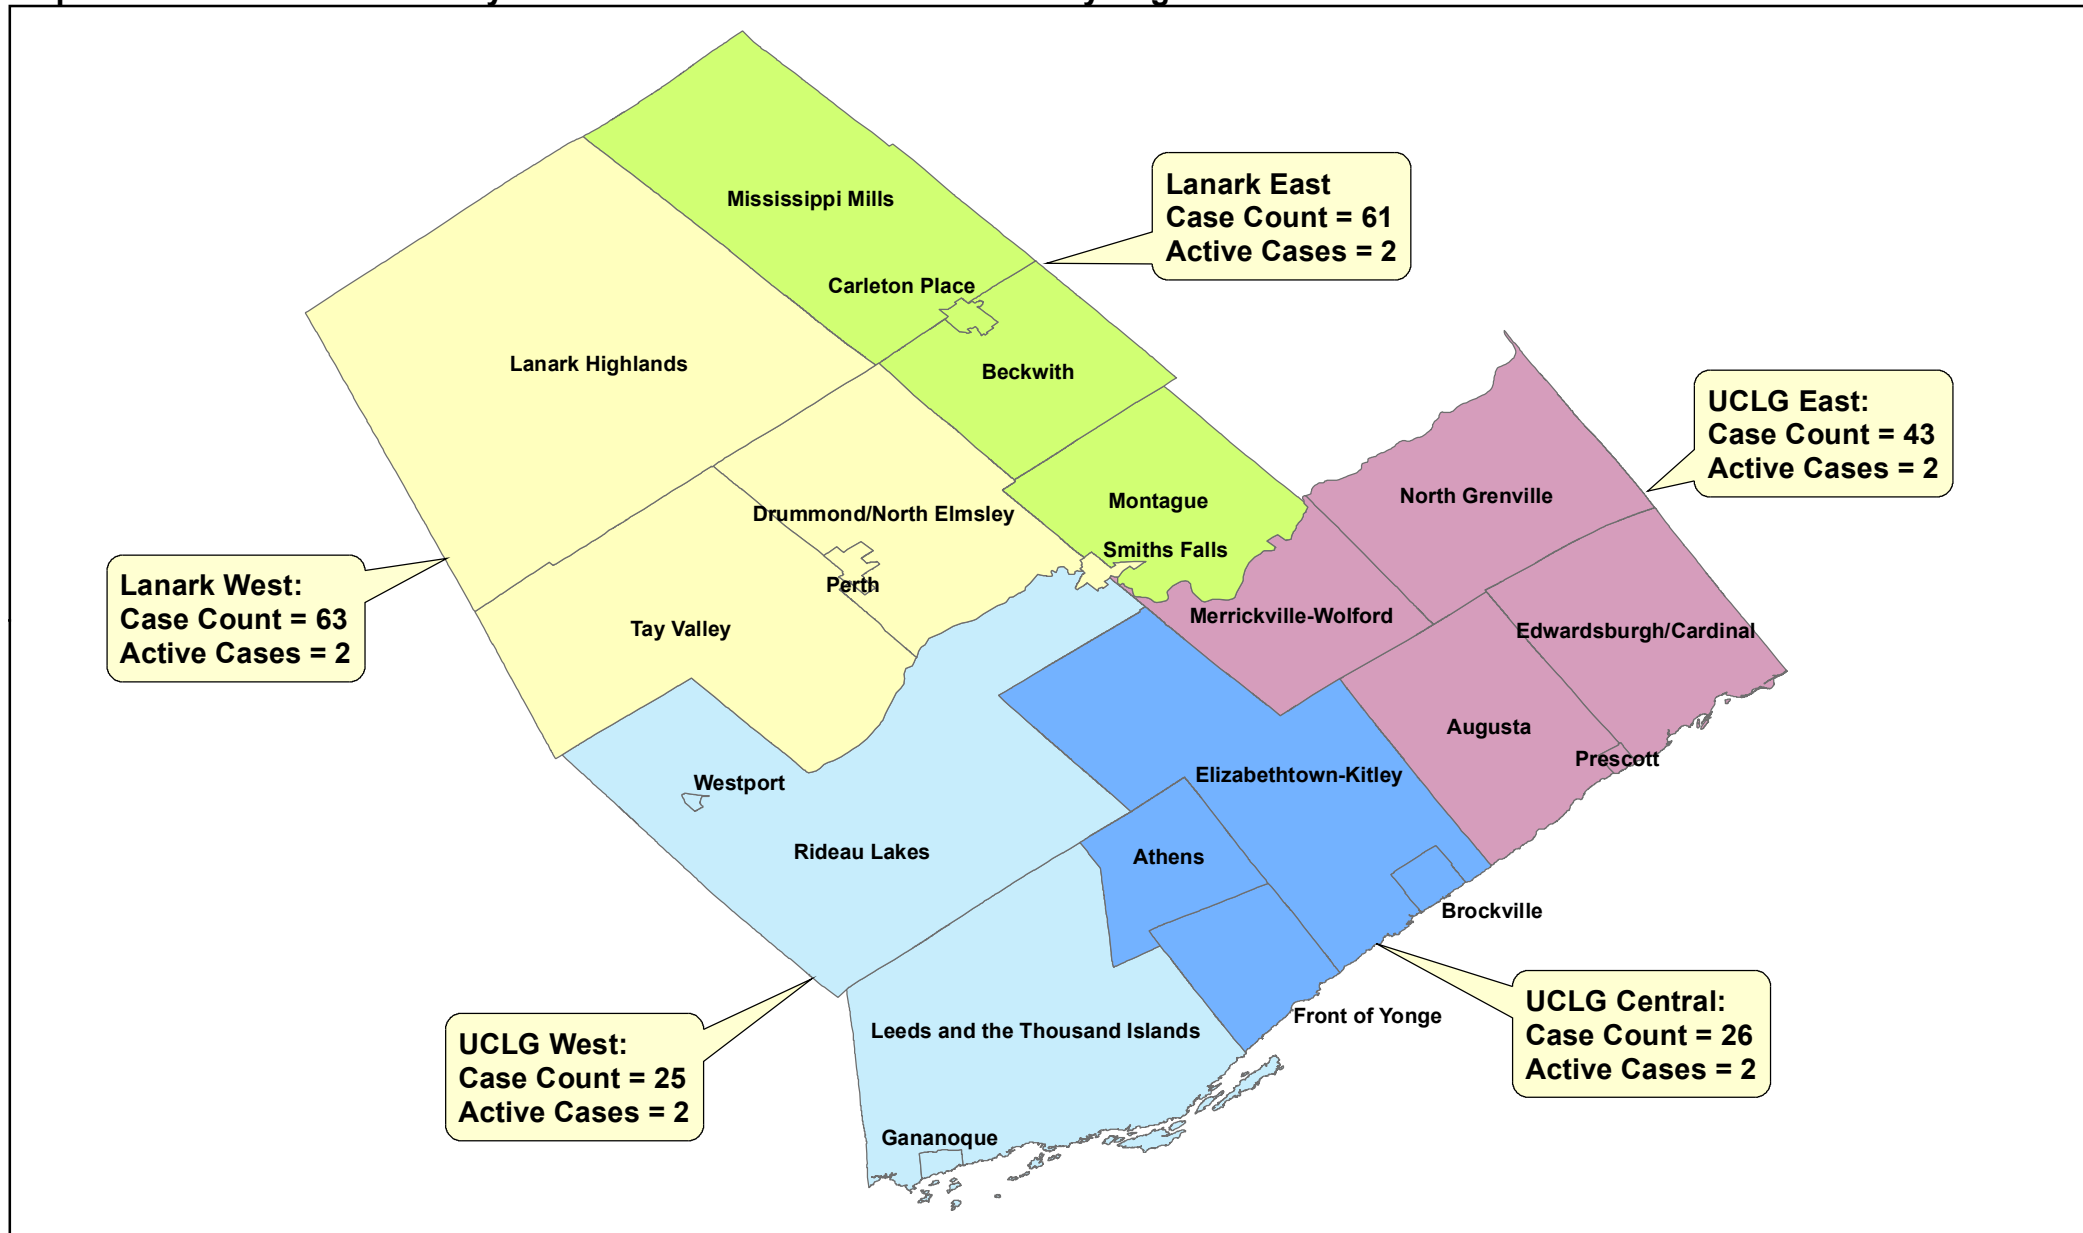 Mississippi Mills
Lanark East
Case Count = 61
Active Cases = 2
Carleton Place
Lanark Highlands
Beckwith
UCLG East:
Case Count = 43
Active Cases = 2
Montague
North Grenville
Drummond/North Elmsley
Smiths Falls
Perth
Lanark West:
Case Count = 63
Active Cases = 2
Tay Valley
Merrickville-Wolford
Edwardsburgh/Cardinal
Augusta
Prescott
Westport
Elizabethtown-Kitley
Rideau Lakes
Athens
Brockville
Front of Yonge
UCLG Central:
Case Count = 26
Active Cases = 2
Leeds and the Thousand Islands
UCLG West:
Case Count = 25
Active Cases = 2
Gananoque